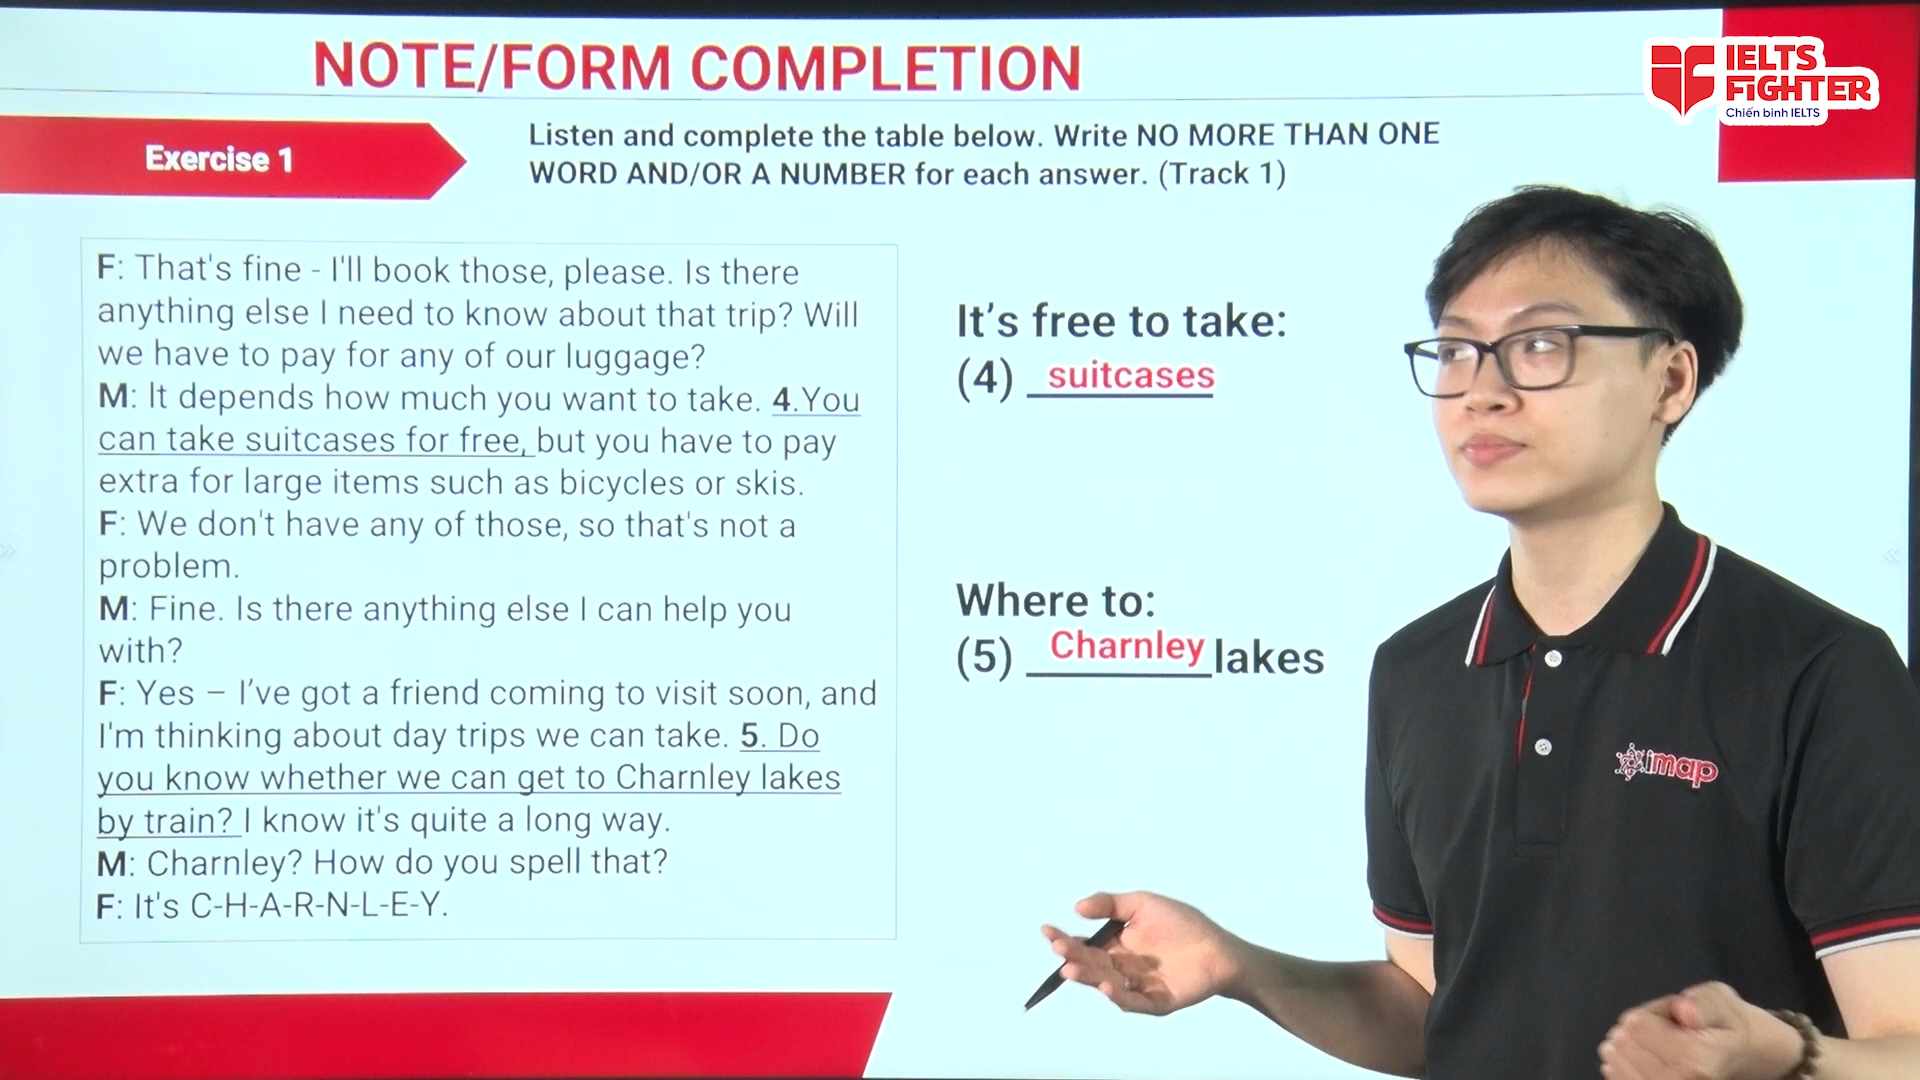 NOTE/FORM COMPLETION
IELTS
FiGHTER
Chiến binh IELTS
Exercise 1
Listen and complete the table below. Write NO MORE THAN ONE
WORD AND/OR A NUMBER for each answer. (Track 1)
F: That's fine - I'll book those, please. Is there
anything else I need to know about that trip? Will
we have to pay for any of our luggage?
M: It depends how much you want to take. 4.You
can take suitcases for free, but you have to pay
extra for large items such as bicycles or skis.
F: We don't have any of those, so that's not a
problem.
M: Fine. Is there anything else I can help you
with?
F: Yes – I’ve got a friend coming to visit soon, and
I'm thinking about day trips we can take. 5. Do
you know whether we can get to Charnley lakes
by train? I know it's quite a long way.
M: Charnley? How do you spell that?
F: It's C-H-A-R-N-L-E-Y.
It’s free to take:
(4) suitcases
Where to:
(5) Charnley lakes
imap